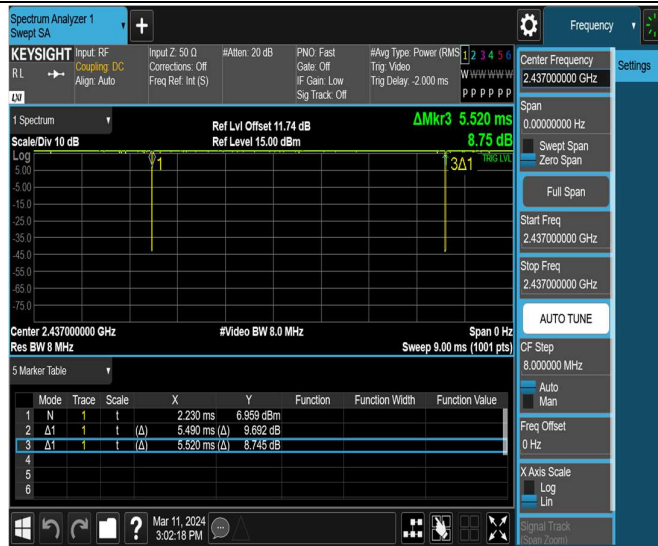 Spectrum Analyzer 1
Swept SA
+
Frequency
KEYSIGHT
Input: RF
Coupling: DC
Align: Auto
RL
LXI
Input Z: 50 Ω
Corrections: Off
Freq Ref: Int (S)
#Atten: 20 dB
PNO: Fast
Gate: Off
IF Gain: Low
Sig Track: Off
#Avg Type: Power (RMS
Trig: Video
Trig Delay: -2.000 ms
1 2 3 4 5 6
W W W W W W
P P P P P P
Center Frequency
2.437000000 GHz
Settings
Span
0.00000000 Hz
Swept Span
Zero Span
Full Span
Start Freq
2.437000000 GHz
Stop Freq
2.437000000 GHz
AUTO TUNE
CF Step
8.000000 MHz
Auto
Man
Freq Offset
0 Hz
X Axis Scale
Log
Lin
Signal Track
(Span Zoom)
1 Spectrum
Scale/Div 10 dB
Ref Lvl Offset 11.74 dB
Ref Level 15.00 dBm
ΔMkr3 5.520 ms
8.75 dB
Log
1
3Δ1
TRIG LVL
5.00
-5.00
-15.0
-25.0
-35.0
-45.0
-55.0
-65.0
-75.0
Center 2.437000000 GHz
#Video BW 8.0 MHz
Span 0 Hz
Res BW 8 MHz
Sweep 9.00 ms (1001 pts)
5 Marker Table
Mode Trace Scale X Y Function Function Width Function Value
1 N 1 t 2.230 ms 6.959 dBm
2 Δ1 1 t (Δ) 5.490 ms (Δ) 9.692 dB
3 Δ1 1 t (Δ) 5.520 ms (Δ) 8.745 dB
4
5
6
?
Mar 11, 2024
3:02:18 PM